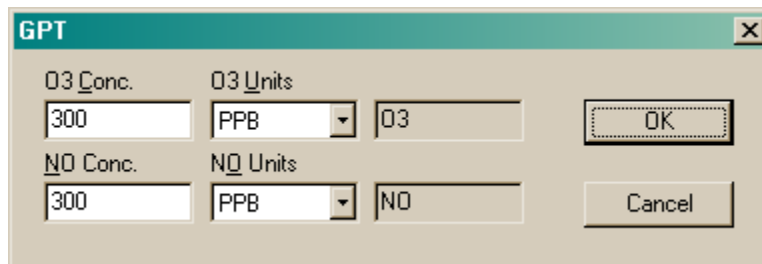 GPT
O3 Conc. O3 Units
300 PPB O3 OK
NO Conc. NO Units
300 PPB NO Cancel